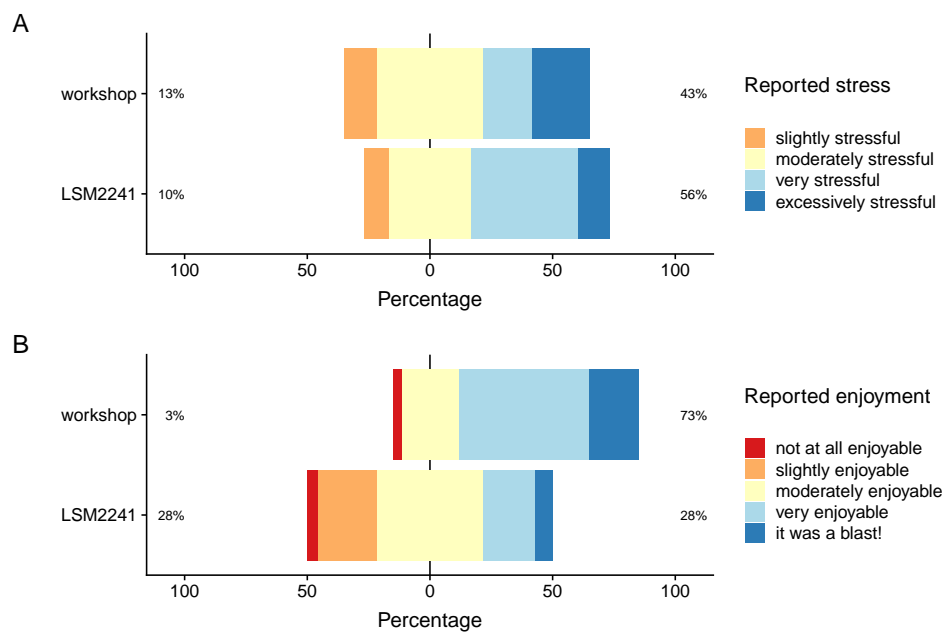 A
workshop 13% 43%
LSM2241 10% 56%
100 50 0 50 100
Percentage
Reported stress
slightly stressful
moderately stressful
very stressful
excessively stressful
B
workshop 3% 73%
LSM2241 28% 28%
100 50 0 50 100
Percentage
Reported enjoyment
not at all enjoyable
slightly enjoyable
moderately enjoyable
very enjoyable
it was a blast!